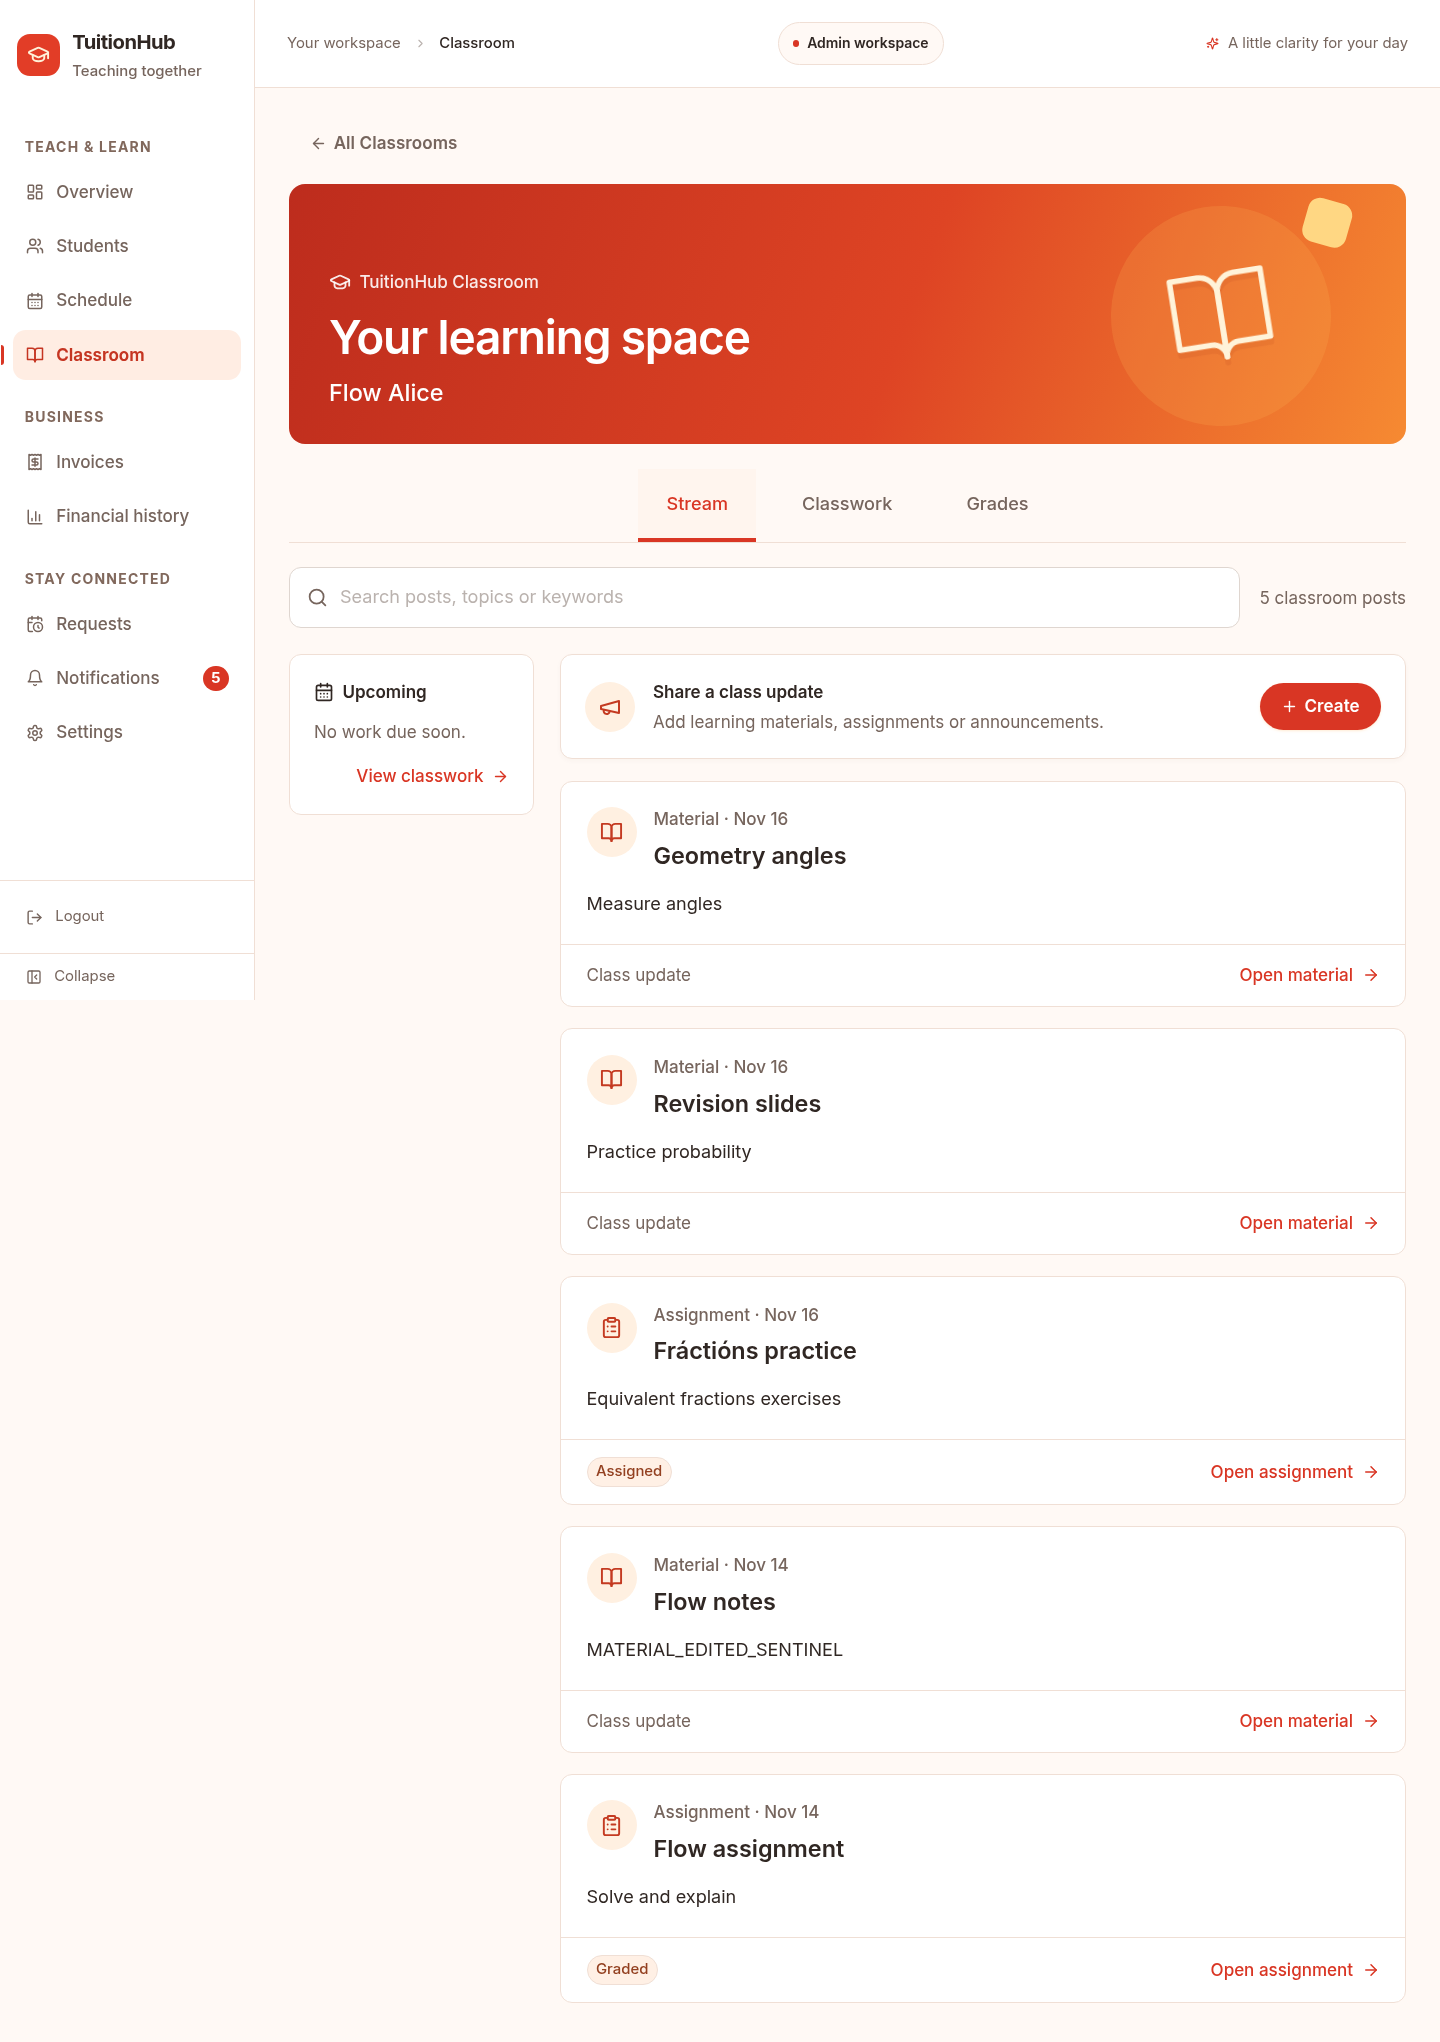 TuitionHub
Teaching together
TEACH & LEARN
Overview
Students
Schedule
Classroom
BUSINESS
Invoices
Financial history
STAY CONNECTED
Requests
Notifications 5
Settings
Logout
Collapse
Your workspace > Classroom
Admin workspace
A little clarity for your day
All Classrooms
TuitionHub Classroom
Your learning space
Flow Alice
Stream Classwork Grades
Search posts, topics or keywords
5 classroom posts
Upcoming
No work due soon.
View classwork
Share a class update
Add learning materials, assignments or announcements.
Create
Material · Nov 16
Geometry angles
Measure angles
Class update
Open material
Material · Nov 16
Revision slides
Practice probability
Class update
Open material
Assignment · Nov 16
Fráctións practice
Equivalent fractions exercises
Assigned
Open assignment
Material · Nov 14
Flow notes
MATERIAL_EDITED_SENTINEL
Class update
Open material
Assignment · Nov 14
Flow assignment
Solve and explain
Graded
Open assignment